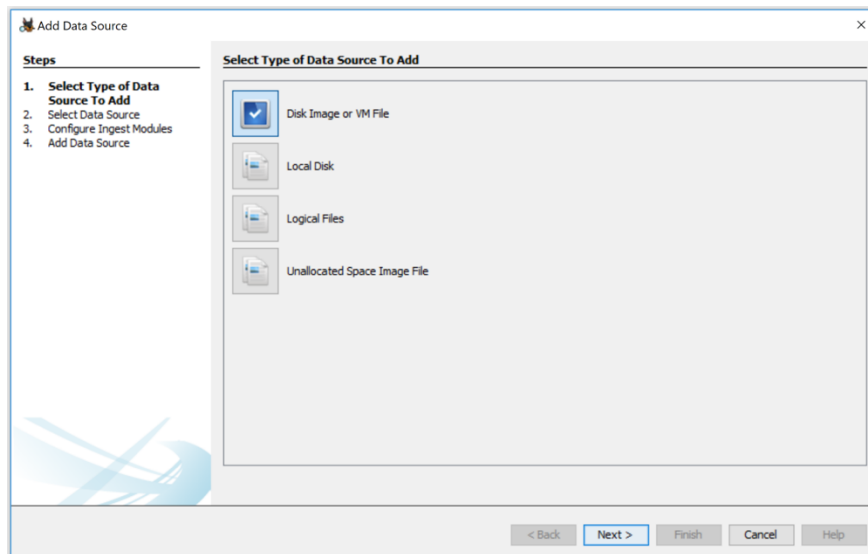 Add Data Source
Steps
1. Select Type of Data
Source To Add
2. Select Data Source
3. Configure Ingest Modules
4. Add Data Source
Select Type of Data Source To Add
Disk Image or VM File
Local Disk
Logical Files
Unallocated Space Image File
< Back
Next >
Finish
Cancel
Help